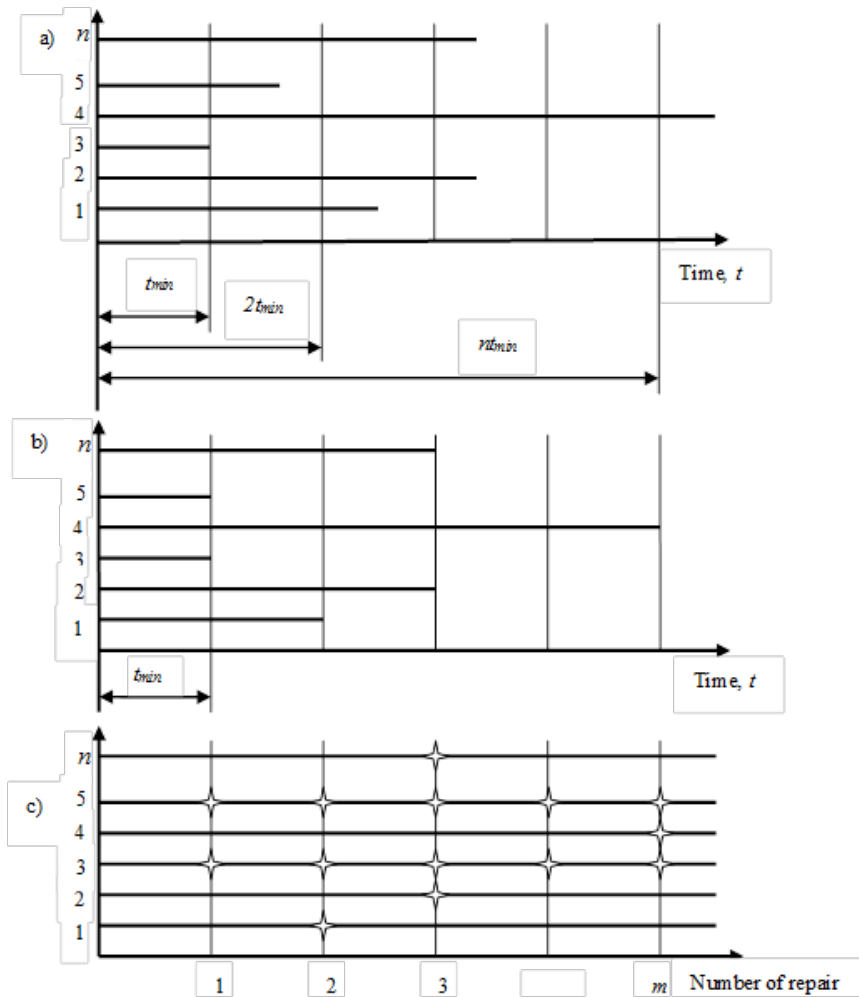 a)
n
5
4
3
2
1
Time, t
tmin
2tmin
ntmin
b)
n
5
4
3
2
1
tmin
Time, t
c)
n
5
4
3
2
1
1 2 3 m Number of repair